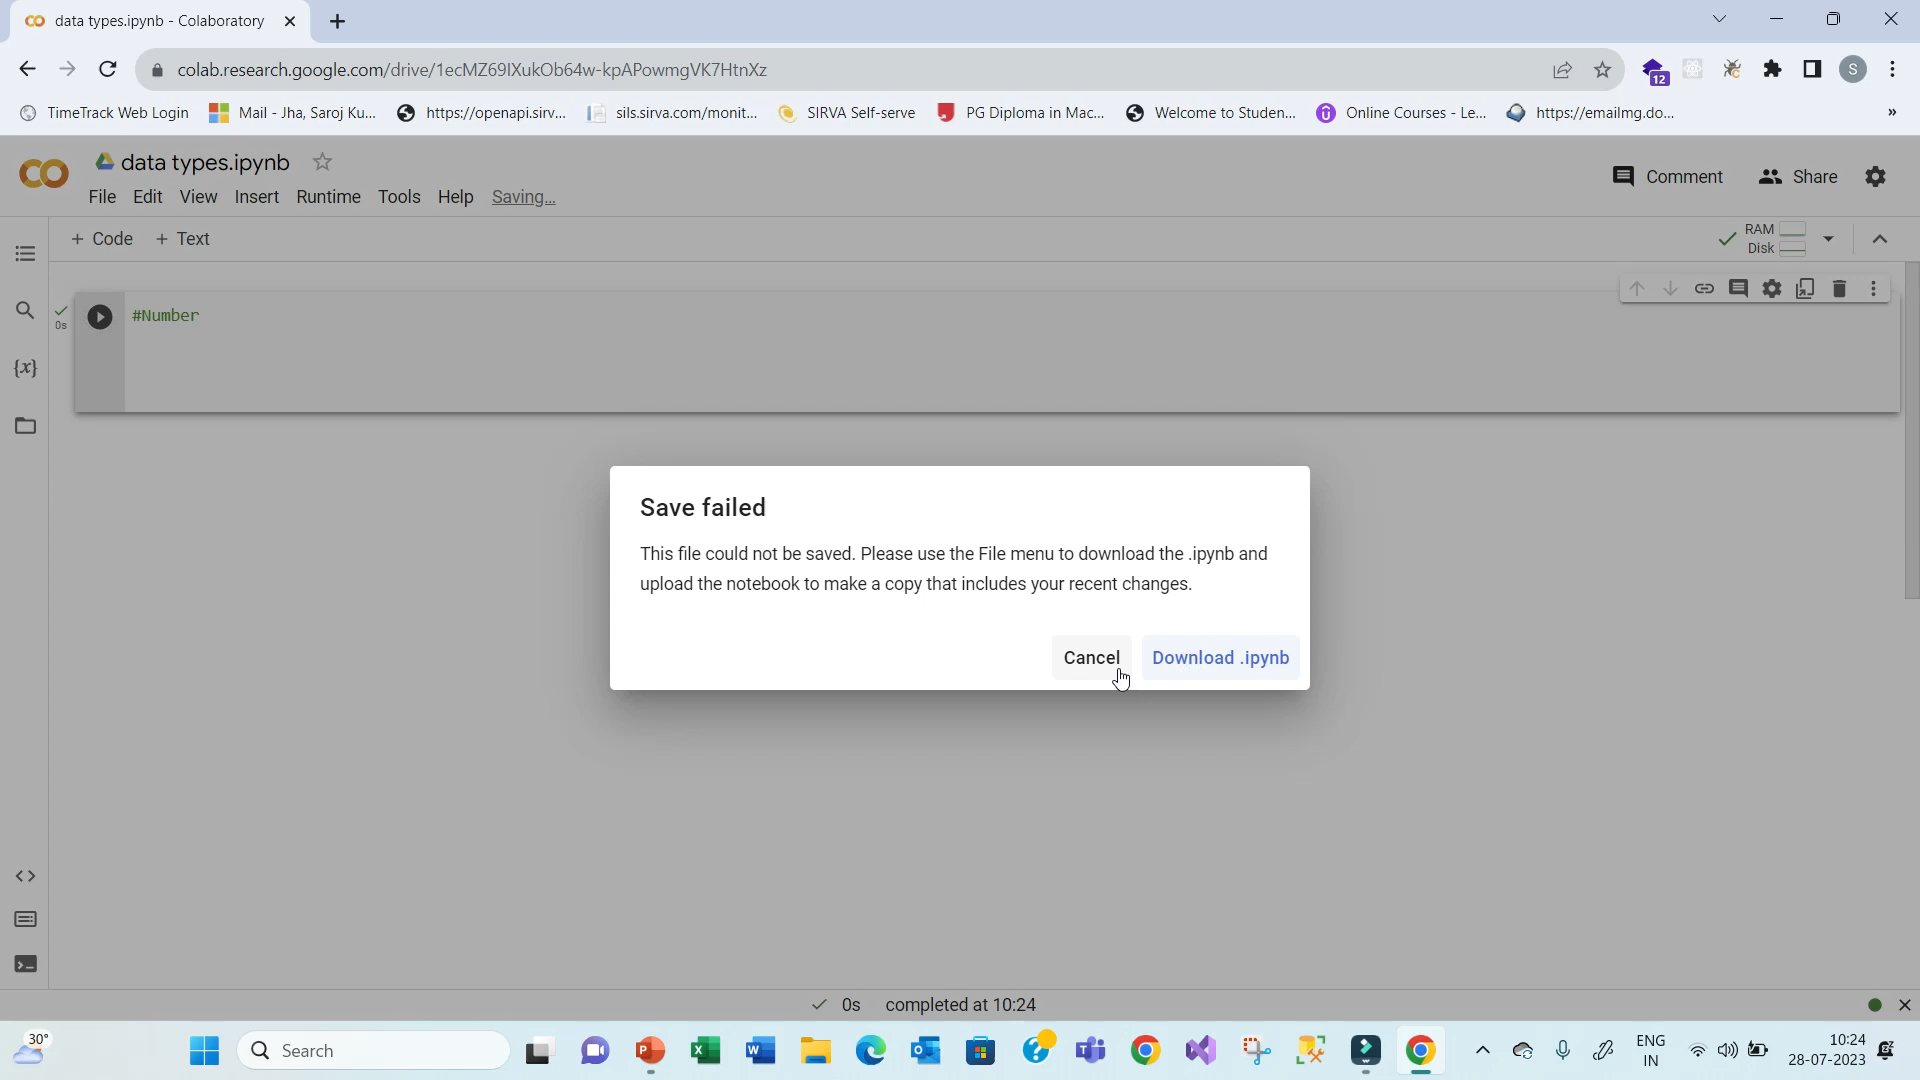 data types.ipynb - Colaboratory
colab.research.google.com/drive/1ecMZ69IXukOb64w-kpAPowmgVK7HtnXz
12
S
TimeTrack Web Login
Mail - Jha, Saroj Ku...
https://openapi.sirv...
sils.sirva.com/monit...
SIRVA Self-serve
PG Diploma in Mac...
Welcome to Studen...
Online Courses - Le...
https://emailmg.do...
»
data types.ipynb
Comment
Share
File Edit View Insert Runtime Tools Help Saving...
+ Code + Text
RAM
Disk
{x}
0s
#Number
Save failed
This file could not be saved. Please use the File menu to download the .ipynb and
upload the notebook to make a copy that includes your recent changes.
Cancel
Download .ipynb
0s completed at 10:24
30°
Search
ENG
IN
10:24
28-07-2023